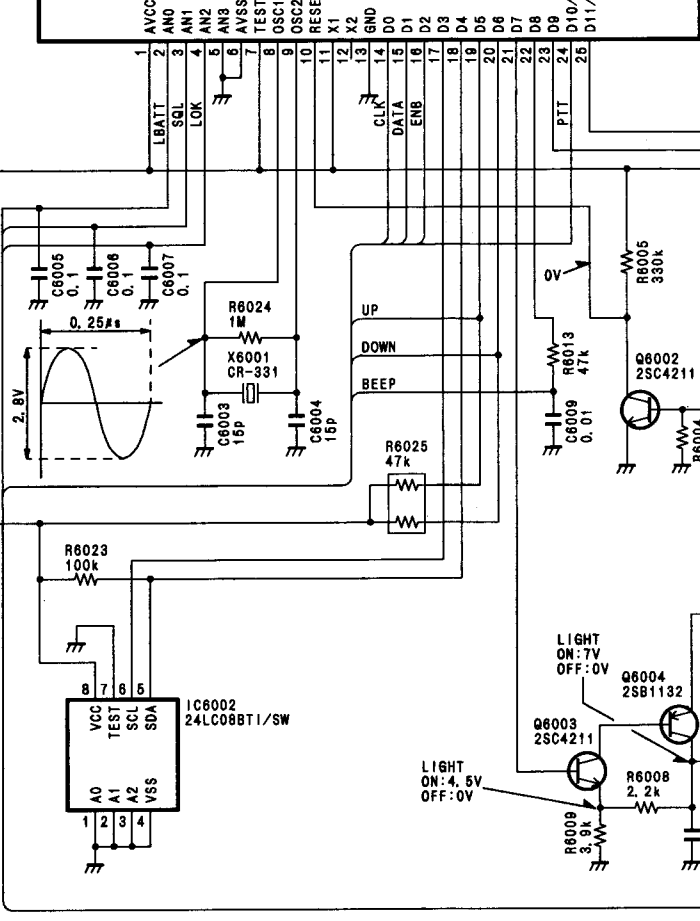 AVCC
AN0
AN1
AN2
AN3
AVSS
TEST
OSC1
OSC2
RESE
X1
X2
GND
D0
D1
D2
D3
D4
D5
D6
D7
D8
D9
D10/
D11/
1
2
3
4
5
6
7
8
9
10
11
12
13
14
15
16
17
18
19
20
21
22
23
24
25
LBATT
SQL
LOK
CLK
DATA
ENB
PTT
C6005
0.1
C6006
0.1
C6007
0.1
0V
R6005
330k
0.25μs
2.8V
R6024
1M
X6001
CR-331
C6003
15p
C6004
15p
UP
DOWN
BEEP
R6013
47k
C6009
0.01
Q6002
2SC4211
R6004
R6025
47k
R6023
100k
8
7
6
5
VCC
TEST
SCL
SDA
IC6002
24LC08BTI/SW
A0
A1
A2
VSS
1
2
3
4
LIGHT
ON:7V
OFF:0V
Q6004
2SB1132
Q6003
2SC4211
LIGHT
ON:4.5V
OFF:0V
R6008
2.2k
R6009
3.9k